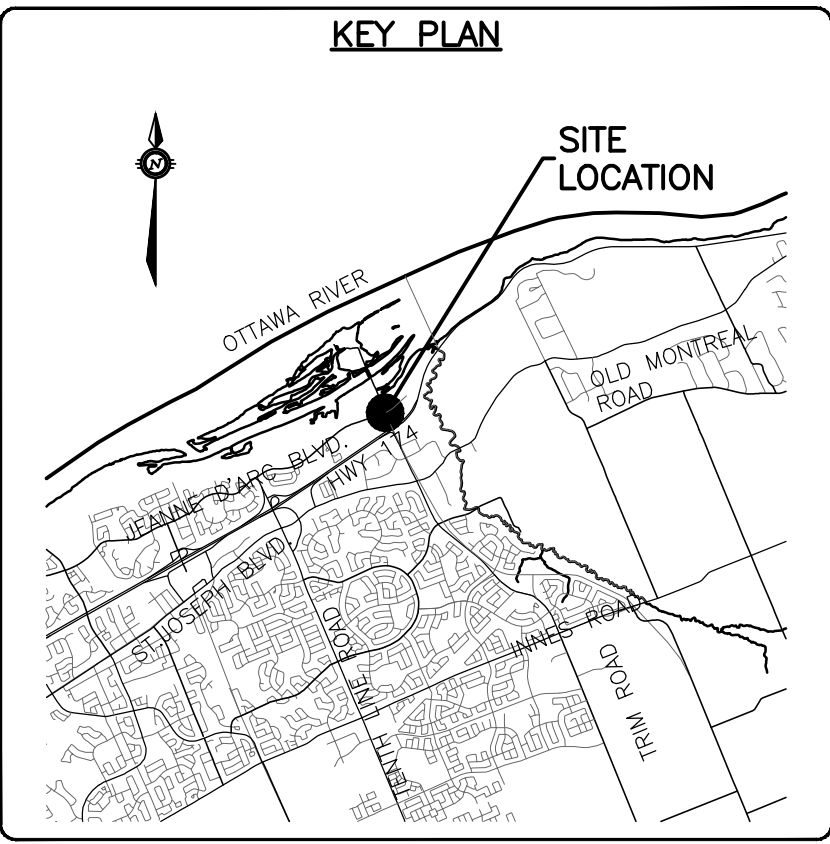 KEY PLAN
SITE
LOCATION
N
OTTAWA RIVER
OLD MONTREAL
ROAD
JEANNE D'ARC BLVD.
HWY 174
ST.JOSEPH BLVD.
INNES ROAD
TENTH LINE ROAD
TRIM ROAD